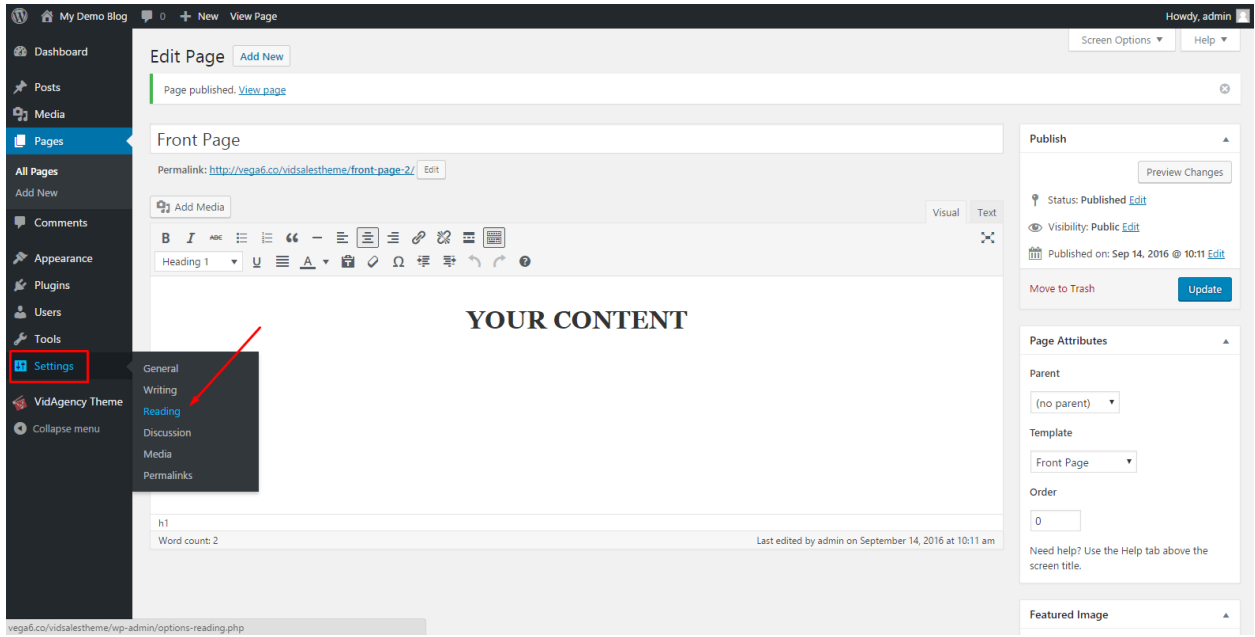 My Demo Blog 0 + New View Page Howdy, admin
Screen Options ▼ Help ▼
Dashboard
Posts
Media
Pages
All Pages
Add New
Comments
Appearance
Plugins
Users
Tools
Settings
VidAgency Theme
Collapse menu
General
Writing
Reading
Discussion
Media
Permalinks
Edit Page Add New
Page published. View page
Front Page
Permalink: http://vega6.co/vidsalestheme/front-page-2/ Edit
Add Media
Visual Text
B I ABC
Heading 1 ▼ U A ▼ Ω
YOUR CONTENT
h1
Word count: 2 Last edited by admin on September 14, 2016 at 10:11 am
Publish
Preview Changes
Status: Published Edit
Visibility: Public Edit
Published on: Sep 14, 2016 @ 10:11 Edit
Move to Trash Update
Page Attributes
Parent
(no parent) ▼
Template
Front Page ▼
Order
0
Need help? Use the Help tab above the
screen title.
Featured Image
vega6.co/vidsalestheme/wp-admin/options-reading.php